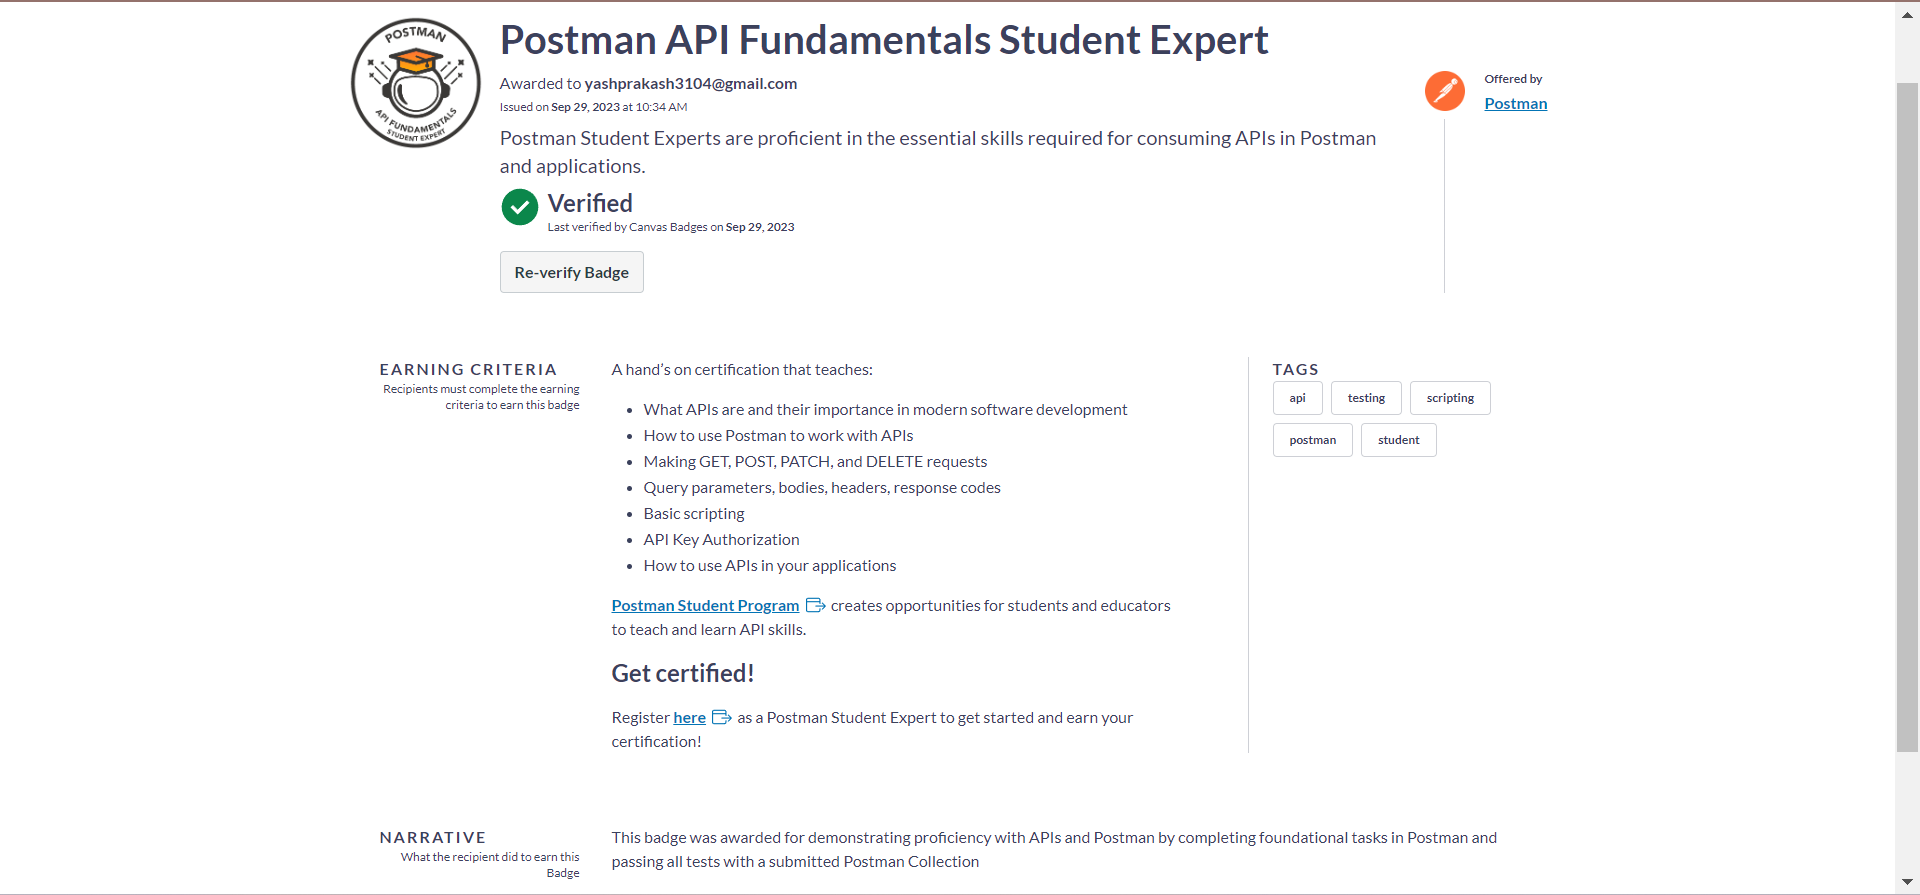 POSTMAN
API FUNDAMENTALS
STUDENT EXPERT
Postman API Fundamentals Student Expert
Awarded to yashprakash3104@gmail.com
Issued on Sep 29, 2023 at 10:34 AM
Postman Student Experts are proficient in the essential skills required for consuming APIs in Postman
and applications.
Verified
Last verified by Canvas Badges on Sep 29, 2023
Re-verify Badge
Offered by
Postman
EARNING CRITERIA
Recipients must complete the earning
criteria to earn this badge
A hand’s on certification that teaches:
• What APIs are and their importance in modern software development
• How to use Postman to work with APIs
• Making GET, POST, PATCH, and DELETE requests
• Query parameters, bodies, headers, response codes
• Basic scripting
• API Key Authorization
• How to use APIs in your applications
Postman Student Program creates opportunities for students and educators
to teach and learn API skills.
Get certified!
Register here as a Postman Student Expert to get started and earn your
certification!
TAGS
api testing scripting
postman student
NARRATIVE
What the recipient did to earn this
Badge
This badge was awarded for demonstrating proficiency with APIs and Postman by completing foundational tasks in Postman and
passing all tests with a submitted Postman Collection